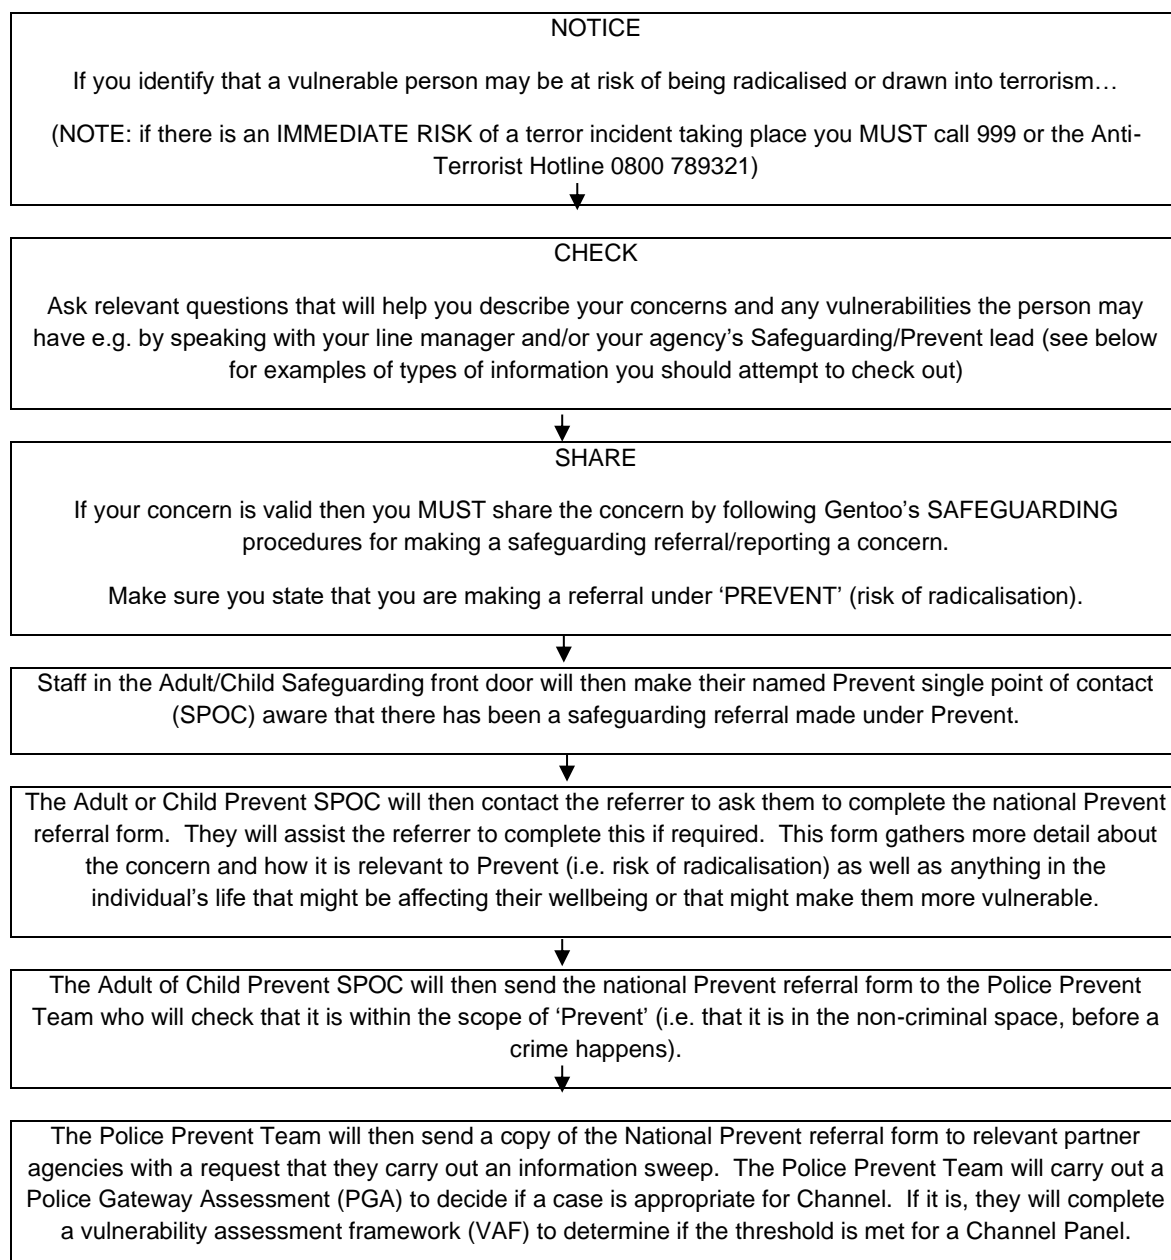 NOTICE
If you identify that a vulnerable person may be at risk of being radicalised or drawn into terrorism…
(NOTE: if there is an IMMEDIATE RISK of a terror incident taking place you MUST call 999 or the Anti-
Terrorist Hotline 0800 789321)
CHECK
Ask relevant questions that will help you describe your concerns and any vulnerabilities the person may
have e.g. by speaking with your line manager and/or your agency’s Safeguarding/Prevent lead (see below
for examples of types of information you should attempt to check out)
SHARE
If your concern is valid then you MUST share the concern by following Gentoo’s SAFEGUARDING
procedures for making a safeguarding referral/reporting a concern.
Make sure you state that you are making a referral under ‘PREVENT’ (risk of radicalisation).
Staff in the Adult/Child Safeguarding front door will then make their named Prevent single point of contact
(SPOC) aware that there has been a safeguarding referral made under Prevent.
The Adult or Child Prevent SPOC will then contact the referrer to ask them to complete the national Prevent
referral form.  They will assist the referrer to complete this if required.  This form gathers more detail about
the concern and how it is relevant to Prevent (i.e. risk of radicalisation) as well as anything in the
individual’s life that might be affecting their wellbeing or that might make them more vulnerable.
The Adult of Child Prevent SPOC will then send the national Prevent referral form to the Police Prevent
Team who will check that it is within the scope of ‘Prevent’ (i.e. that it is in the non-criminal space, before a
crime happens).
The Police Prevent Team will then send a copy of the National Prevent referral form to relevant partner
agencies with a request that they carry out an information sweep.  The Police Prevent Team will carry out a
Police Gateway Assessment (PGA) to decide if a case is appropriate for Channel.  If it is, they will complete
a vulnerability assessment framework (VAF) to determine if the threshold is met for a Channel Panel.